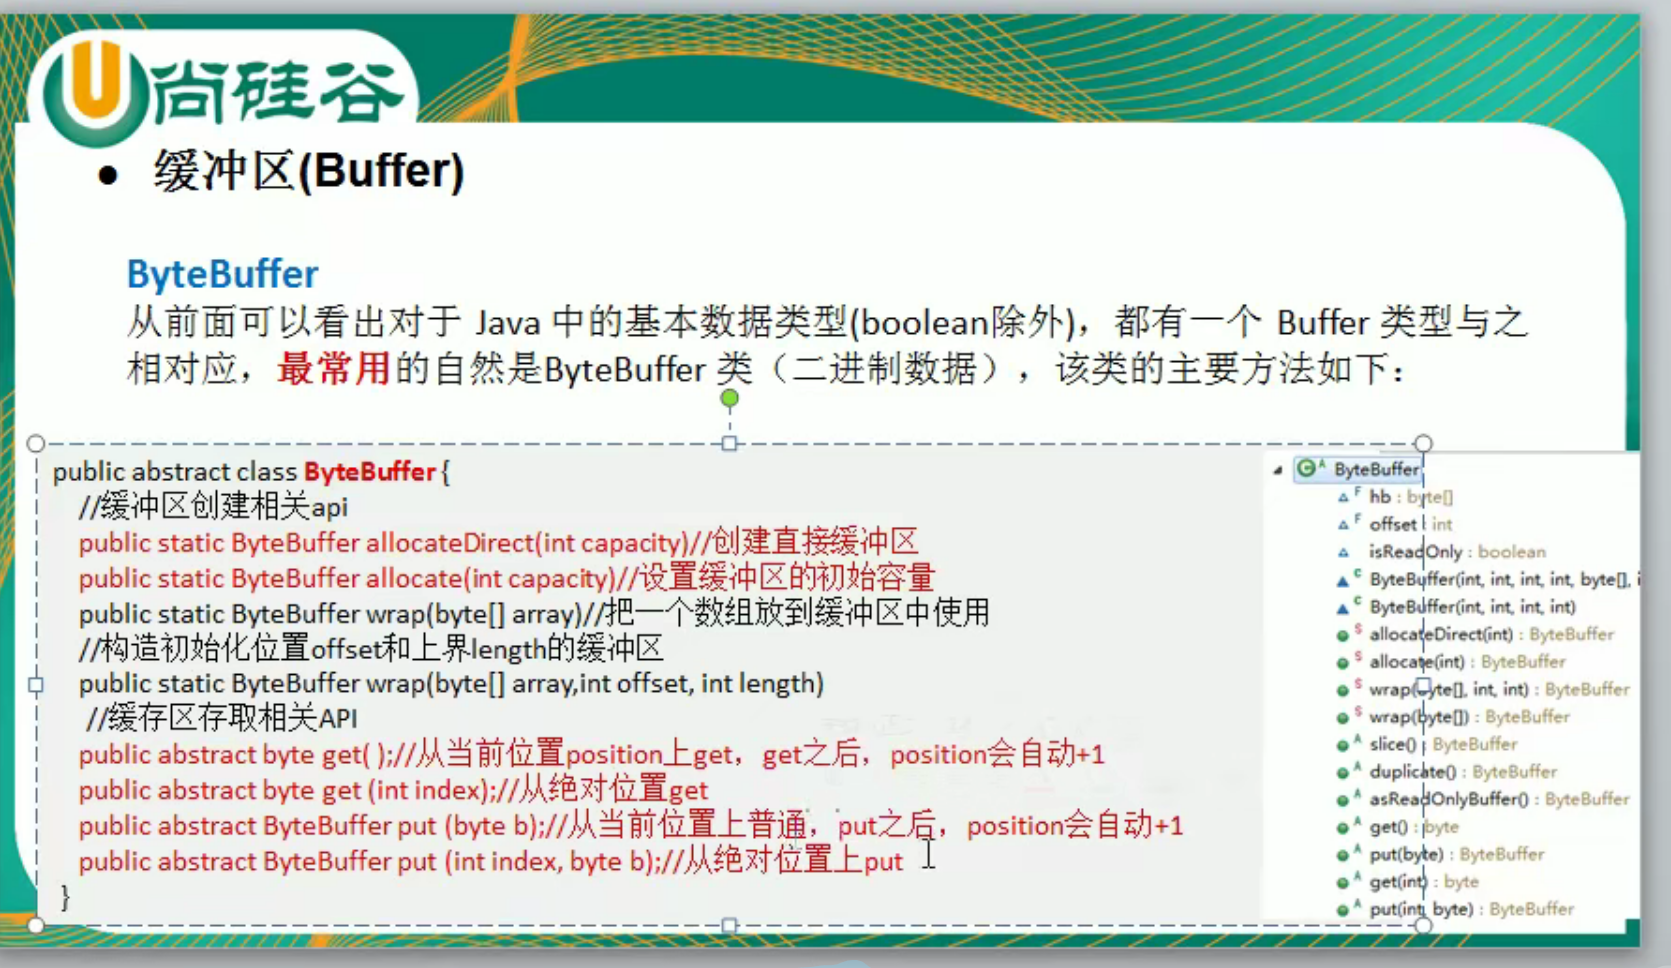 尚硅谷
● 缓冲区(Buffer)
ByteBuffer
从前面可以看出对于 Java 中的基本数据类型(boolean除外)，都有一个 Buffer 类型与之
相对应，最常用的自然是ByteBuffer 类（二进制数据），该类的主要方法如下：
public abstract class ByteBuffer {
//缓冲区创建相关api
public static ByteBuffer allocateDirect(int capacity)//创建直接缓冲区
public static ByteBuffer allocate(int capacity)//设置缓冲区的初始容量
public static ByteBuffer wrap(byte[] array)//把一个数组放到缓冲区中使用
//构造初始化位置offset和上界length的缓冲区
public static ByteBuffer wrap(byte[] array,int offset, int length)
//缓存区存取相关API
public abstract byte get( );//从当前位置position上get，get之后，position会自动+1
public abstract byte get (int index);//从绝对位置get
public abstract ByteBuffer put (byte b);//从当前位置上普通，put之后，position会自动+1
public abstract ByteBuffer put (int index, byte b);//从绝对位置上put
}
ByteBuffer
hb : byte[]
offset : int
isReadOnly : boolean
ByteBuffer(int, int, int, int, byte[], i
ByteBuffer(int, int, int, int)
allocateDirect(int) : ByteBuffer
allocate(int) : ByteBuffer
wrap(byte[], int, int) : ByteBuffer
wrap(byte[]) : ByteBuffer
slice() : ByteBuffer
duplicate() : ByteBuffer
asReadOnlyBuffer() : ByteBuffer
get() : byte
put(byte) : ByteBuffer
get(int) : byte
put(int, byte) : ByteBuffer